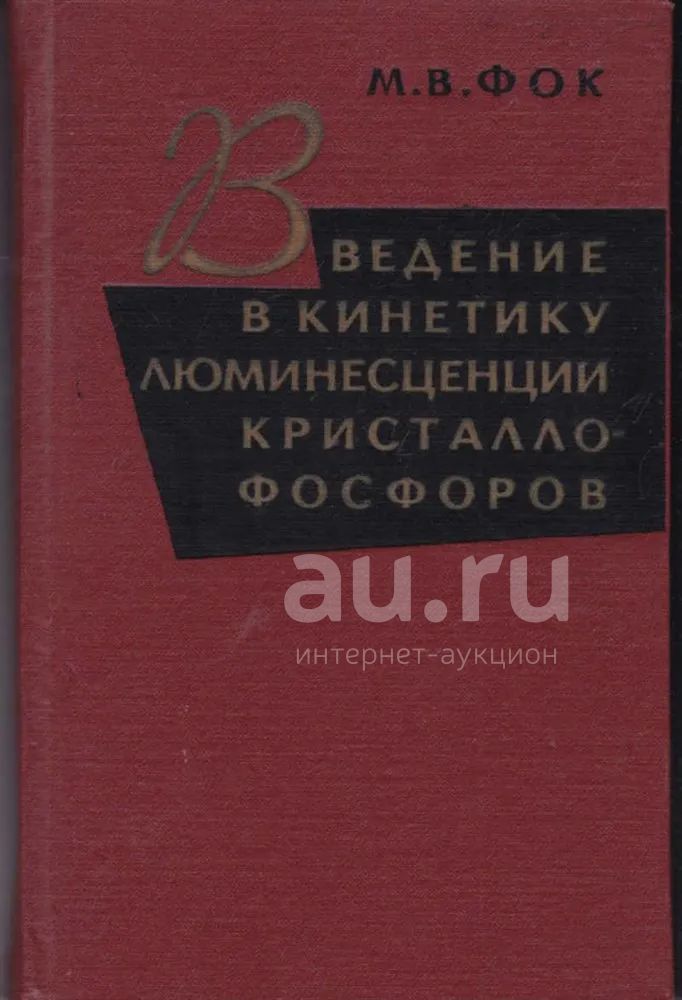 М.В.ФОК
ВВЕДЕНИЕ
В КИНЕТИКУ
ЛЮМИНЕСЦЕНЦИИ
КРИСТАЛЛО-
ФОСФОРОВ
au.ru
интернет-аукцион